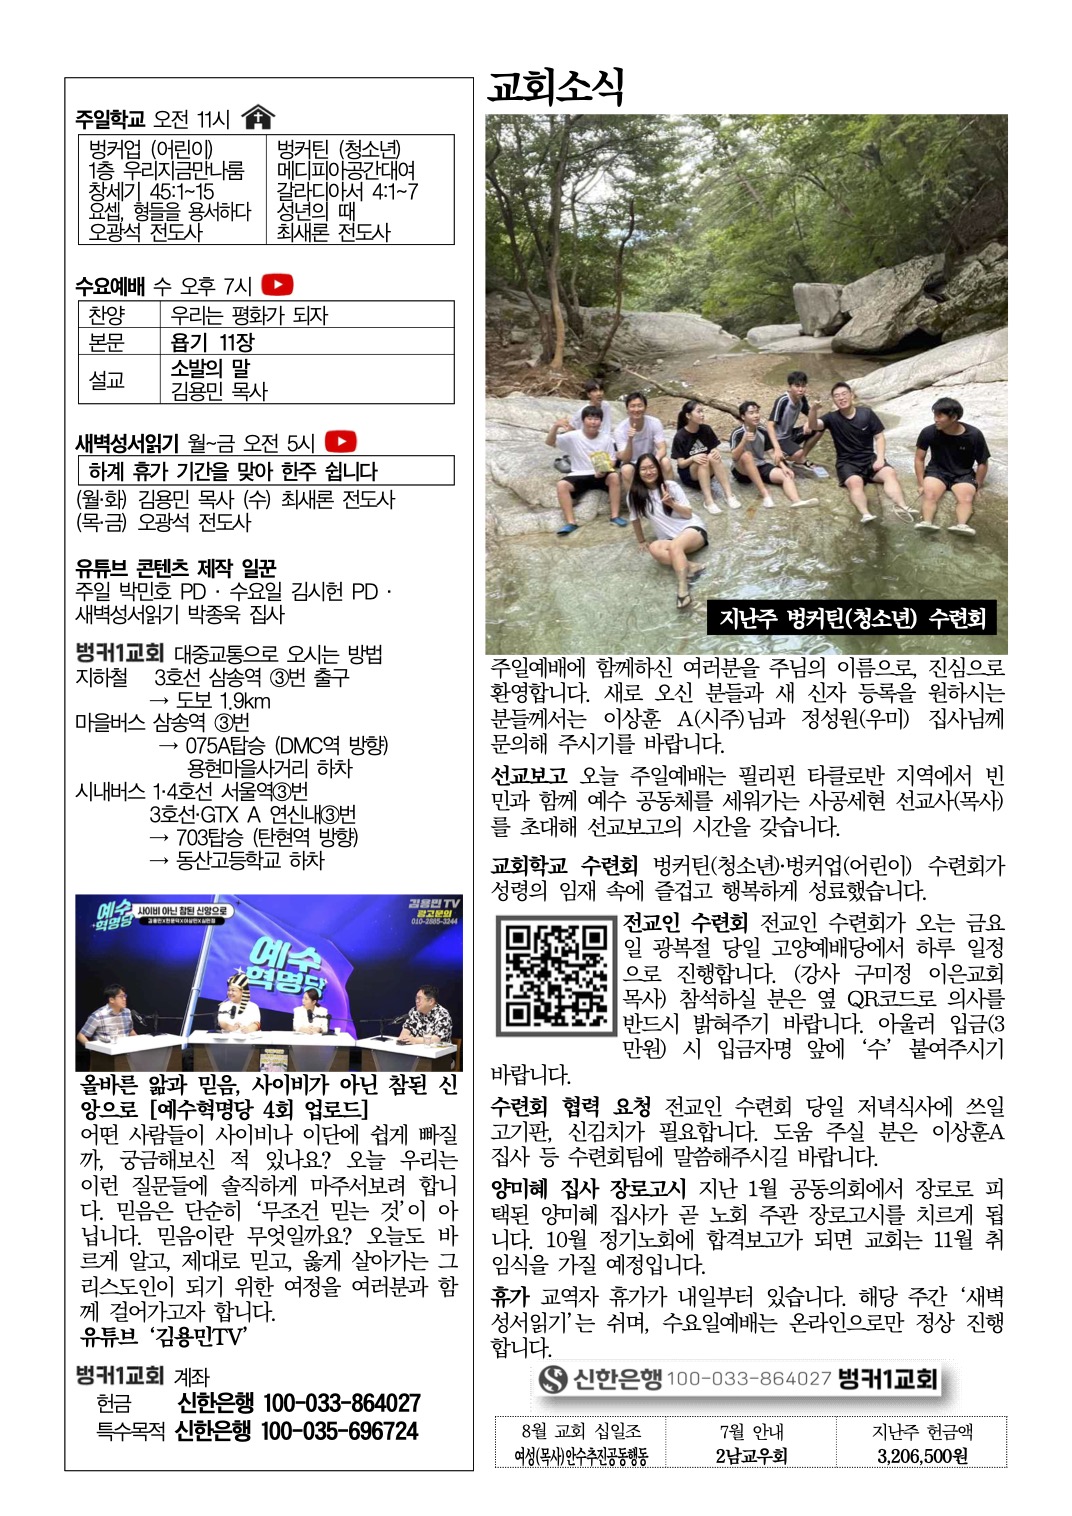 주일학교 오전 11시
벙커업 (어린이)
1층 우리지금만나룸
창세기 45:1~15
요셉, 형들을 용서하다
오광석 전도사
벙커틴 (청소년)
메디피아공간대여
갈라디아서 4:1~7
성년의 때
최새론 전도사
수요예배 수 오후 7시
찬양 우리는 평화가 되자
본문 욥기 11장
설교 소발의 말
김용민 목사
새벽성서읽기 월~금 오전 5시
하계 휴가 기간을 맞아 한주 쉽니다
(월·화) 김용민 목사 (수) 최새론 전도사
(목·금) 오광석 전도사
유튜브 콘텐츠 제작 일꾼
주일 박민호 PD · 수요일 김시헌 PD ·
새벽성서읽기 박종욱 집사
벙커1교회 대중교통으로 오시는 방법
지하철 3호선 삼송역 ③번 출구
→ 도보 1.9km
마을버스 삼송역 ③번
→ 075A탑승 (DMC역 방향)
용현마을사거리 하차
시내버스 1·4호선 서울역③번
3호선·GTX A 연신내③번
→ 703탑승 (탄현역 방향)
→ 동산고등학교 하차
예수혁명당
사이비 아닌 참된 신앙으로
김용민TV
광고문의
010-2885-3244
예수
혁명당
올바른 앎과 믿음, 사이비가 아닌 참된 신
앙으로 [예수혁명당 4회 업로드]
어떤 사람들이 사이비나 이단에 쉽게 빠질
까, 궁금해보신 적 있나요? 오늘 우리는
이런 질문들에 솔직하게 마주서보려 합니
다. 믿음은 단순히 ‘무조건 믿는 것’이 아
닙니다. 믿음이란 무엇일까요? 오늘도 바
르게 알고, 제대로 믿고, 옳게 살아가는 그
리스도인이 되기 위한 여정을 여러분과 함
께 걸어가고자 합니다.
유튜브 ‘김용민TV’
벙커1교회 계좌
헌금 신한은행 100-033-864027
특수목적 신한은행 100-035-696724
교회소식
지난주 벙커틴(청소년) 수련회
주일예배에 함께하신 여러분을 주님의 이름으로, 진심으로
환영합니다. 새로 오신 분들과 새 신자 등록을 원하시는
분들께서는 이상훈 A(시주)님과 정성원(우미) 집사님께
문의해 주시기를 바랍니다.
선교보고 오늘 주일예배는 필리핀 타클로반 지역에서 빈
민과 함께 예수 공동체를 세워가는 사공세현 선교사(목사)
를 초대해 선교보고의 시간을 갖습니다.
교회학교 수련회 벙커틴(청소년)·벙커업(어린이) 수련회가
성령의 임재 속에 즐겁고 행복하게 성료했습니다.
전교인 수련회 전교인 수련회가 오는 금요
일 광복절 당일 고양예배당에서 하루 일정
으로 진행합니다. (강사 구미정 이은교회
목사) 참석하실 분은 옆 QR코드로 의사를
반드시 밝혀주기 바랍니다. 아울러 입금(3
만원) 시 입금자명 앞에 ‘수’ 붙여주시기
바랍니다.
수련회 협력 요청 전교인 수련회 당일 저녁식사에 쓰일
고기판, 신김치가 필요합니다. 도움 주실 분은 이상훈A
집사 등 수련회팀에 말씀해주시길 바랍니다.
양미혜 집사 장로고시 지난 1월 공동의회에서 장로로 피
택된 양미혜 집사가 곧 노회 주관 장로고시를 치르게 됩
니다. 10월 정기노회에 합격보고가 되면 교회는 11월 취
임식을 가질 예정입니다.
휴가 교역자 휴가가 내일부터 있습니다. 해당 주간 ‘새벽
성서읽기’는 쉬며, 수요일예배는 온라인으로만 정상 진행
합니다.
신한은행 100-033-864027 벙커1교회
8월 교회 십일조
여성(목사)안수추진공동행동
7월 안내
2남교우회
지난주 헌금액
3,206,500원